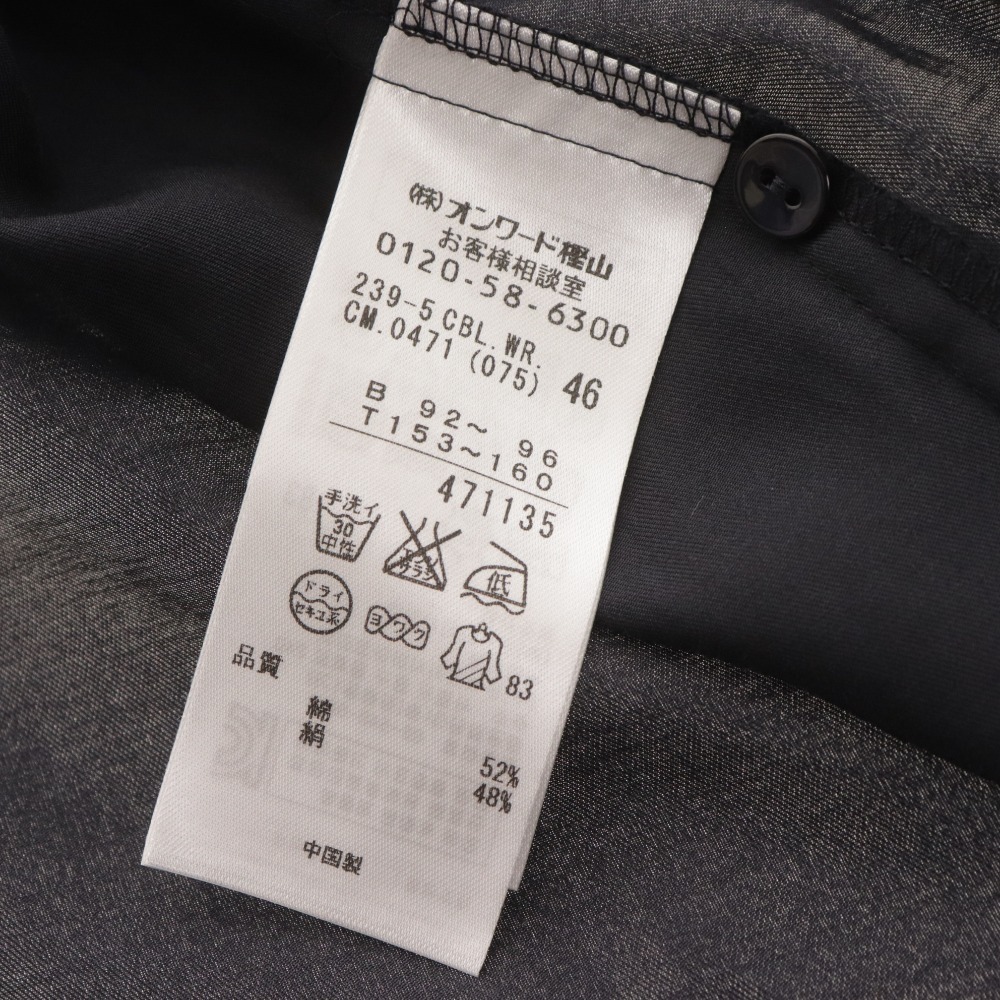 (株)オンワード樫山
お客様相談室
0120-58-6300
239-5 CBL.WR.
CM.0471 (075) 46
B 92〜 96
T153〜160
471135
手洗イ
30
中性
エンソ
サラシ
低
ドライ
セキユ系
ヨワク
83
品質
綿 52%
絹 48%
中国製